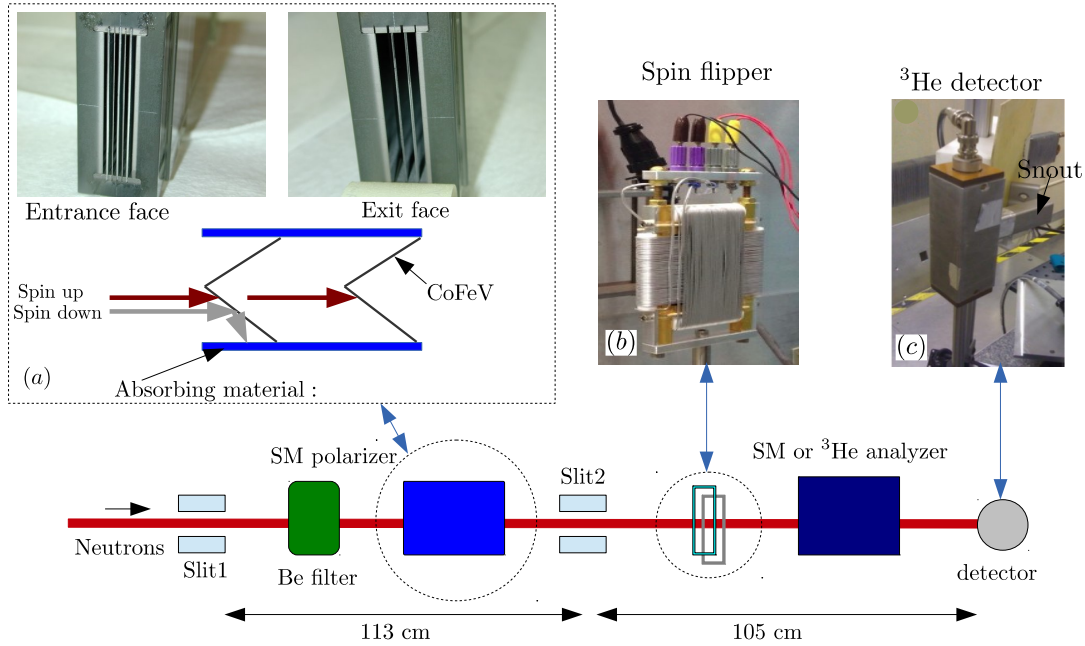 Spin flipper
³He detector
Snout
Entrance face
Exit face
CoFeV
Spin up
Spin down
(a)
Absorbing material :
(b)
(c)
SM polarizer
Slit2
SM or ³He analyzer
Neutrons
Slit1
Be filter
detector
113 cm
105 cm